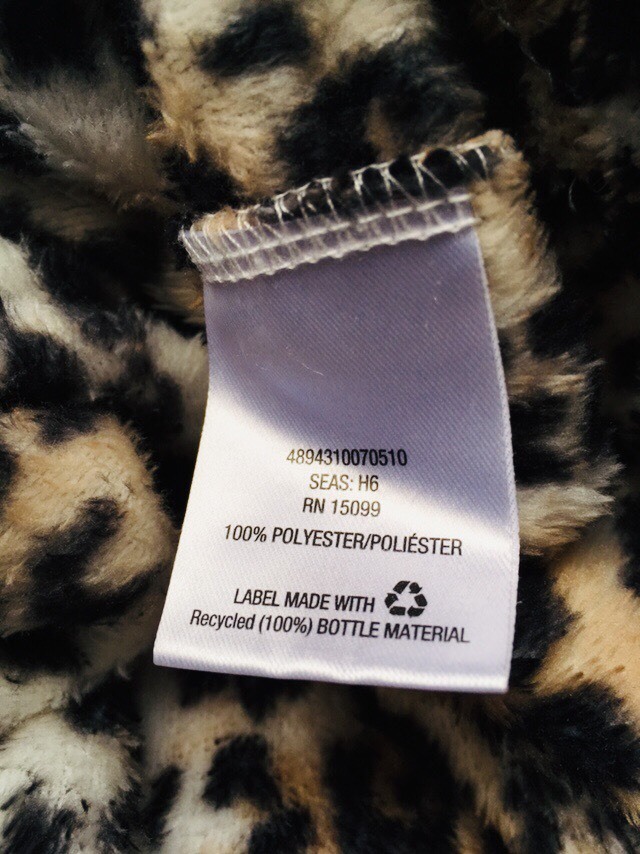 4894310070510
SEAS: H6
RN 15099
100% POLYESTER/POLIÉSTER
LABEL MADE WITH
Recycled (100%) BOTTLE MATERIAL